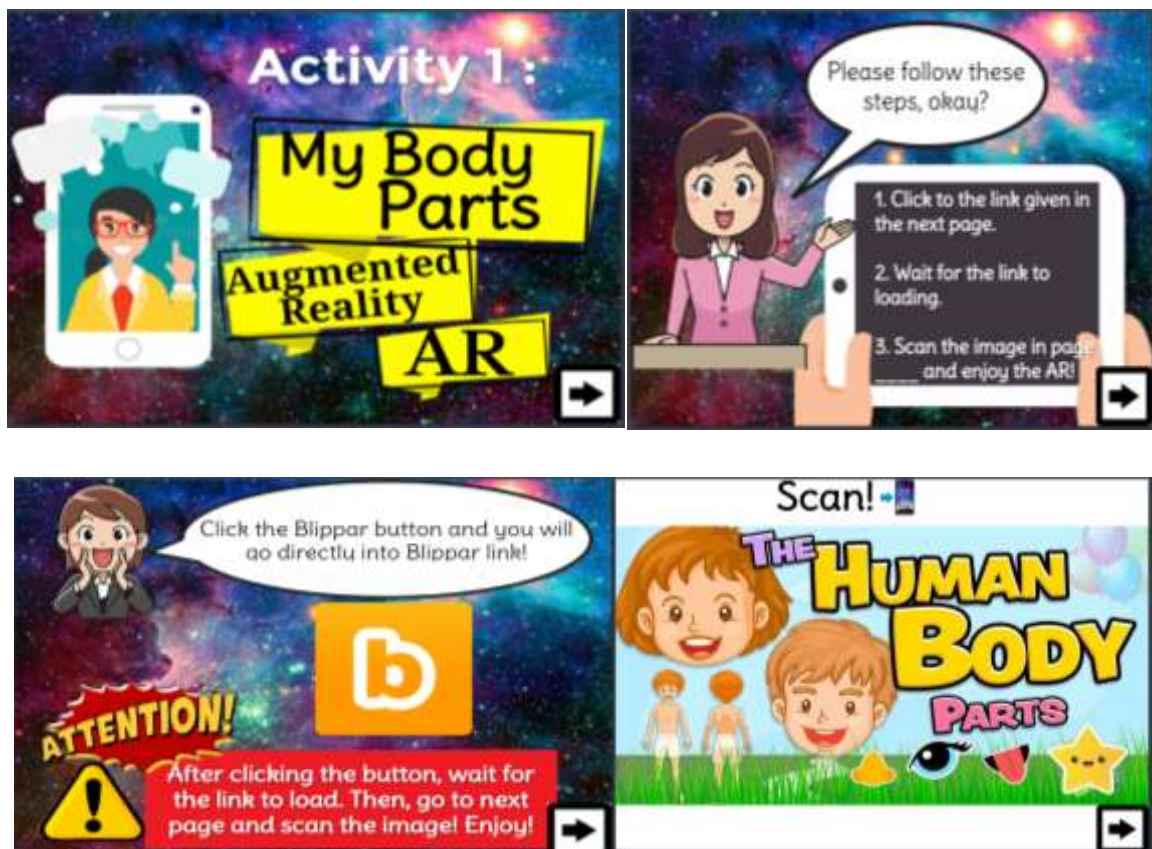 Activity 1 :
My Body
Parts
Augmented
Reality
AR
Please follow these
steps, okay?
1. Click to the link given in
the next page.
2. Wait for the link to
loading.
3. Scan the image in page
____ and enjoy the AR!
Click the Blippar button and you will
go directly into Blippar link!
b
ATTENTION!
After clicking the button, wait for
the link to load. Then, go to next
page and scan the image! Enjoy!
Scan!
THE
HUMAN
BODY
PARTS